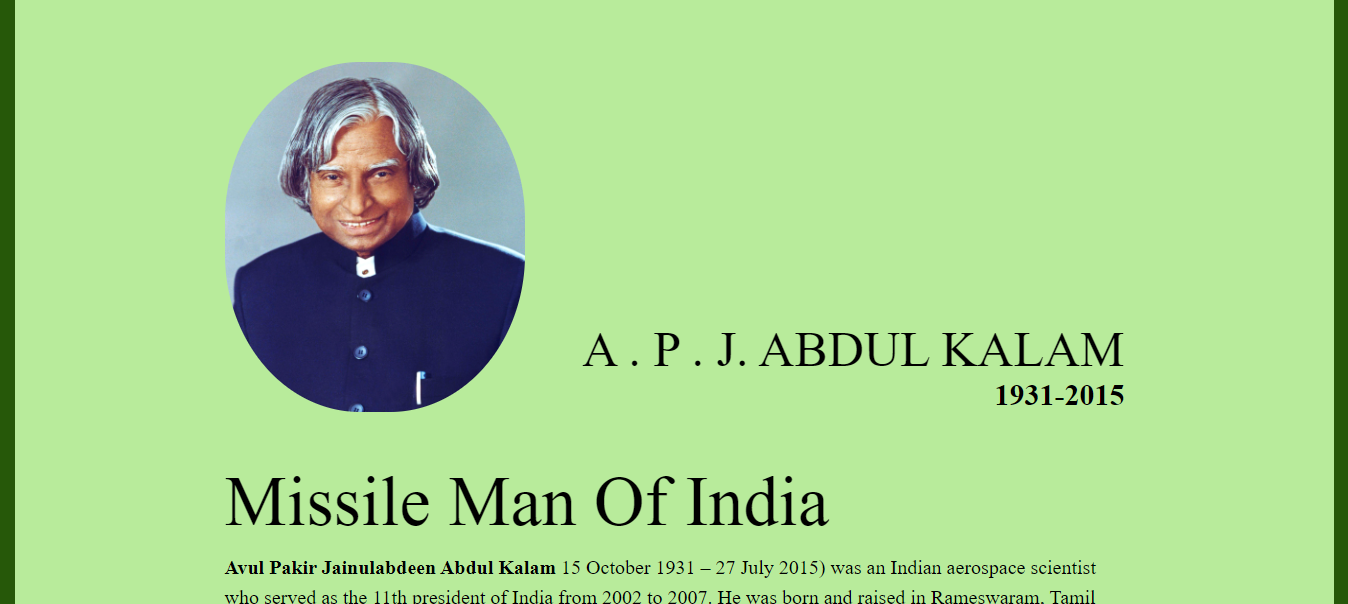 A . P . J. ABDUL KALAM
1931-2015
Missile Man Of India
Avul Pakir Jainulabdeen Abdul Kalam 15 October 1931 – 27 July 2015) was an Indian aerospace scientist
who served as the 11th president of India from 2002 to 2007. He was born and raised in Rameswaram, Tamil